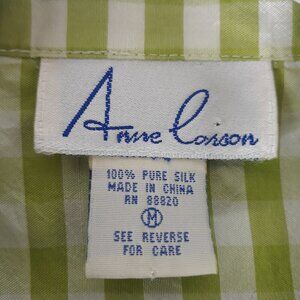 Anne Carson
100% PURE SILK
MADE IN CHINA
RN 88820
M
SEE REVERSE
FOR CARE